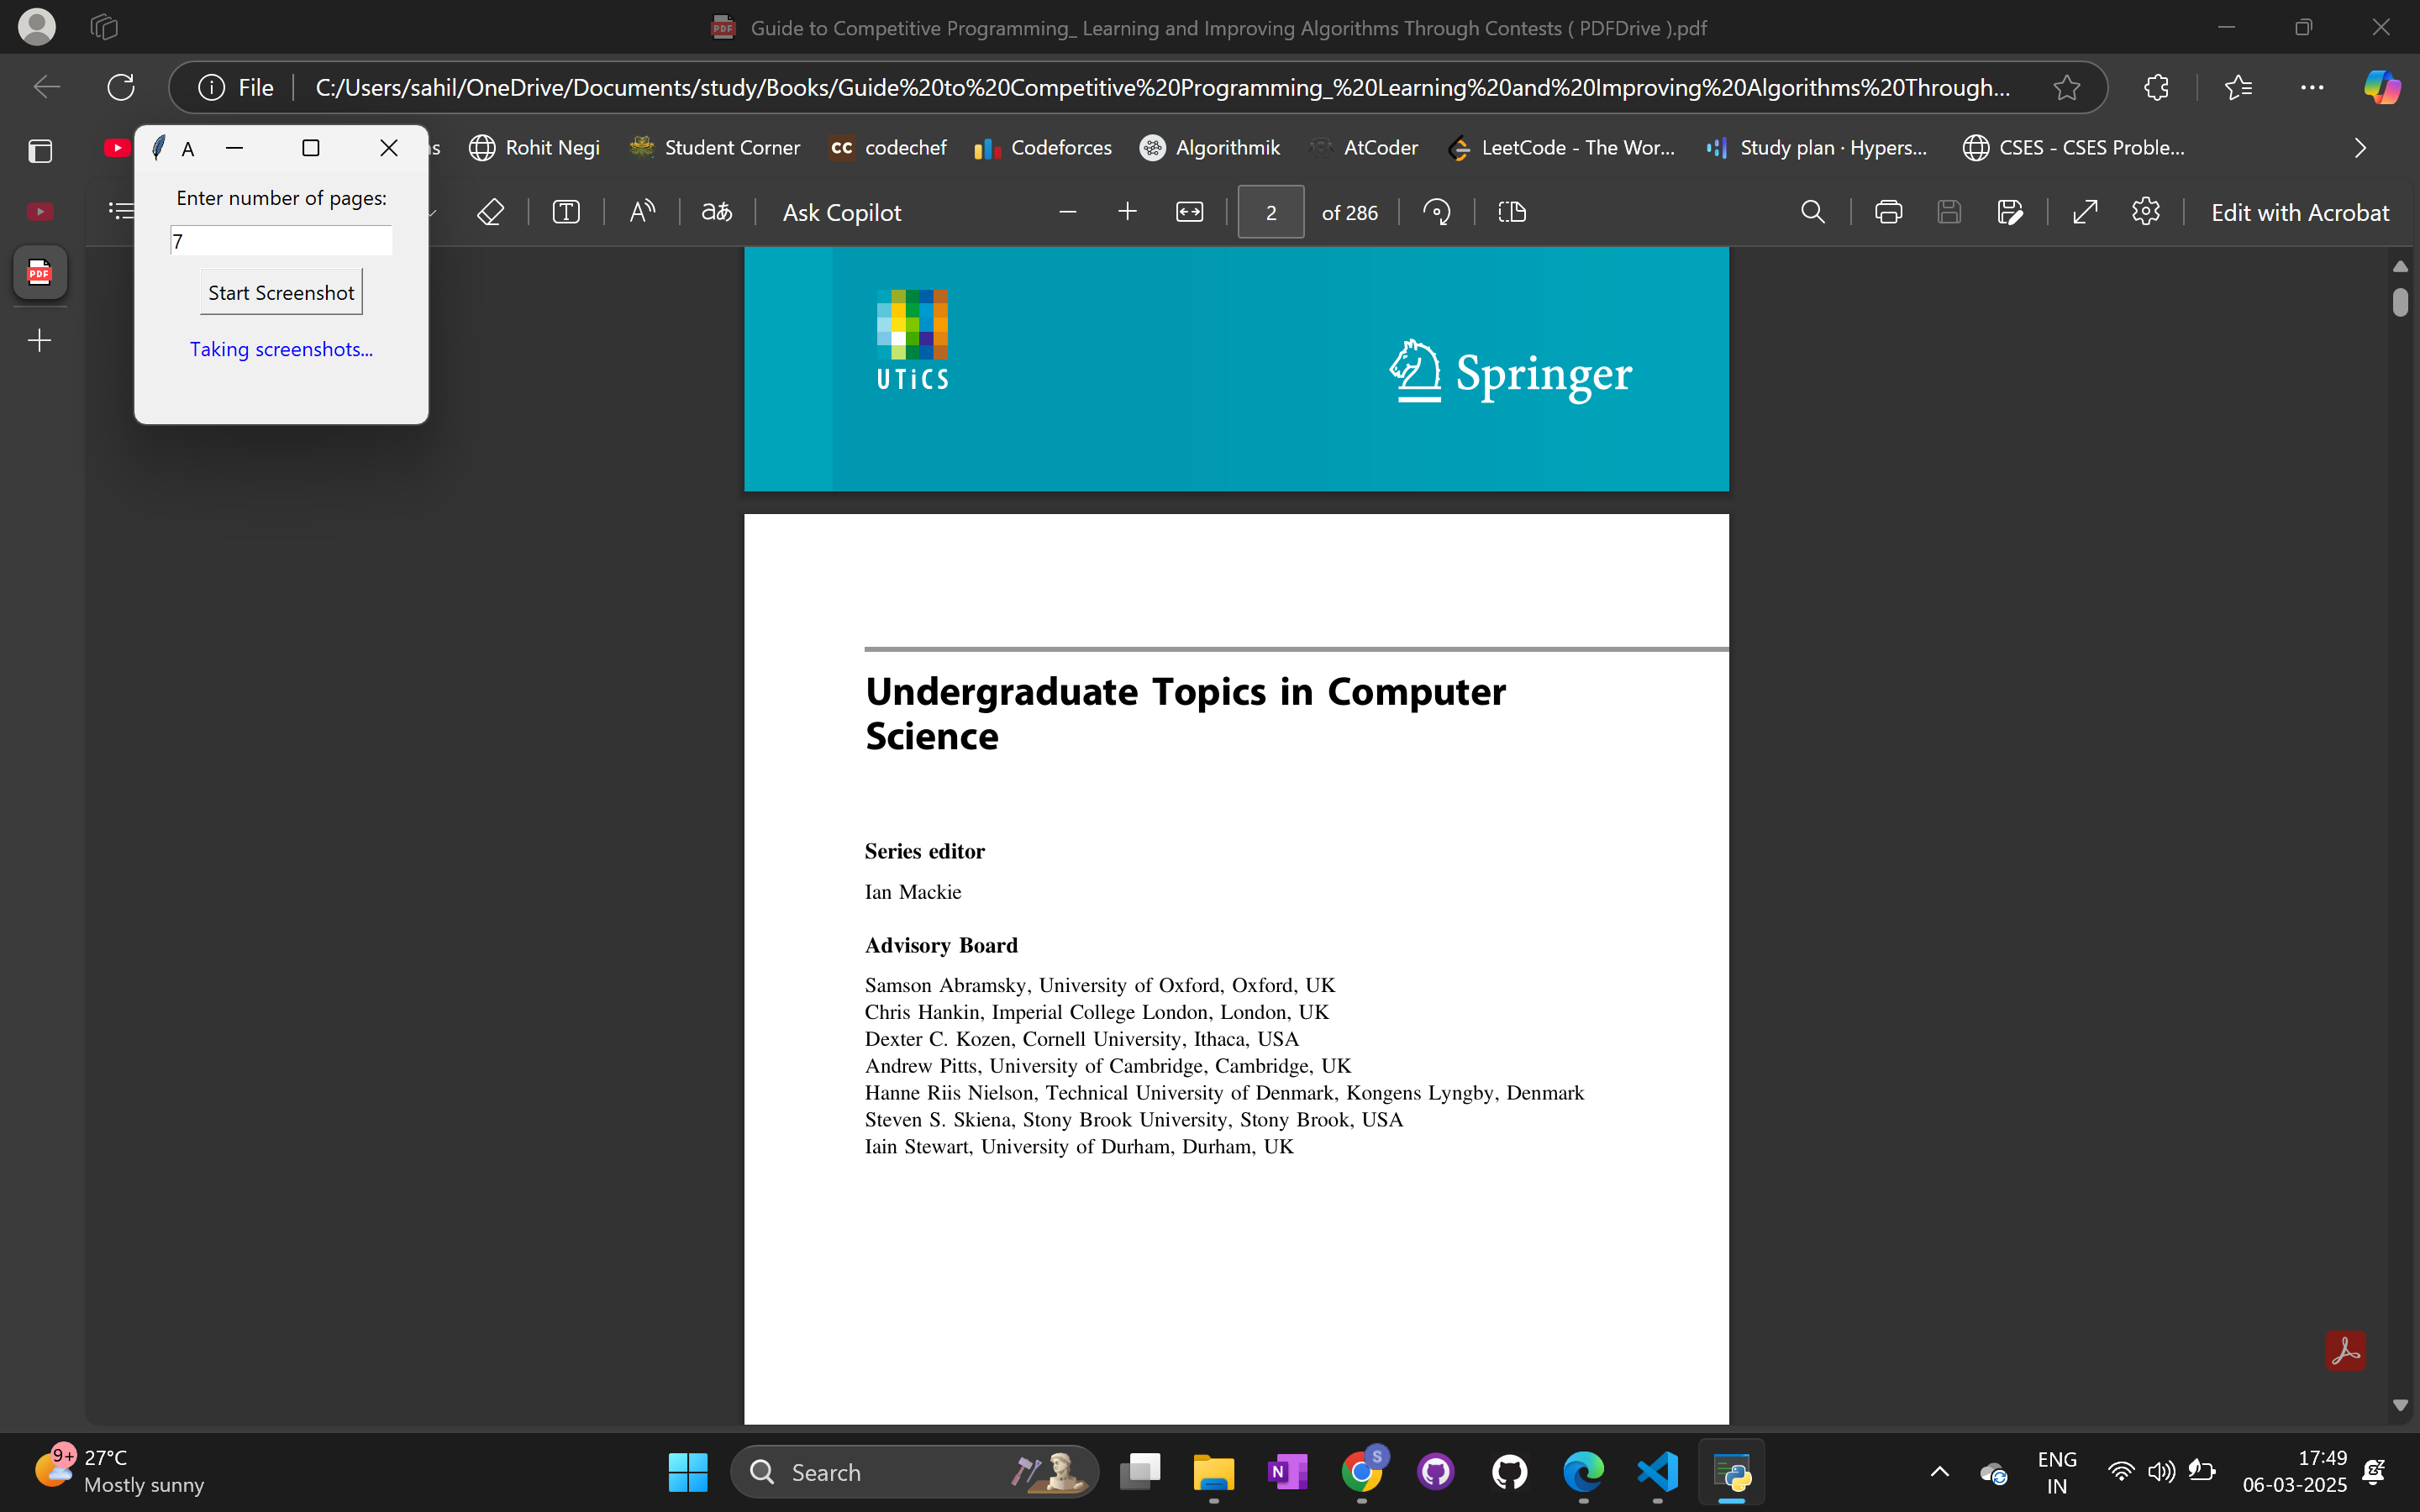 Guide to Competitive Programming_ Learning and Improving Algorithms Through Contests ( PDFDrive ).pdf
File
C:/Users/sahil/OneDrive/Documents/study/Books/Guide%20to%20Competitive%20Programming_%20Learning%20and%20Improving%20Algorithms%20Through...
A
ns
Rohit Negi
Student Corner
CC codechef
Codeforces
Algorithmik
AtCoder
LeetCode - The Wor...
Study plan · Hypers...
CSES - CSES Proble...
Enter number of pages:
7
Start Screenshot
Taking screenshots...
T
A
aあ
Ask Copilot
2 of 286
Edit with Acrobat
PDF
UTiCS
Springer
Undergraduate Topics in Computer
Science
Series editor
Ian Mackie
Advisory Board
Samson Abramsky, University of Oxford, Oxford, UK
Chris Hankin, Imperial College London, London, UK
Dexter C. Kozen, Cornell University, Ithaca, USA
Andrew Pitts, University of Cambridge, Cambridge, UK
Hanne Riis Nielson, Technical University of Denmark, Kongens Lyngby, Denmark
Steven S. Skiena, Stony Brook University, Stony Brook, USA
Iain Stewart, University of Durham, Durham, UK
9+
27°C
Mostly sunny
Search
N
S
ENG
IN
17:49
06-03-2025